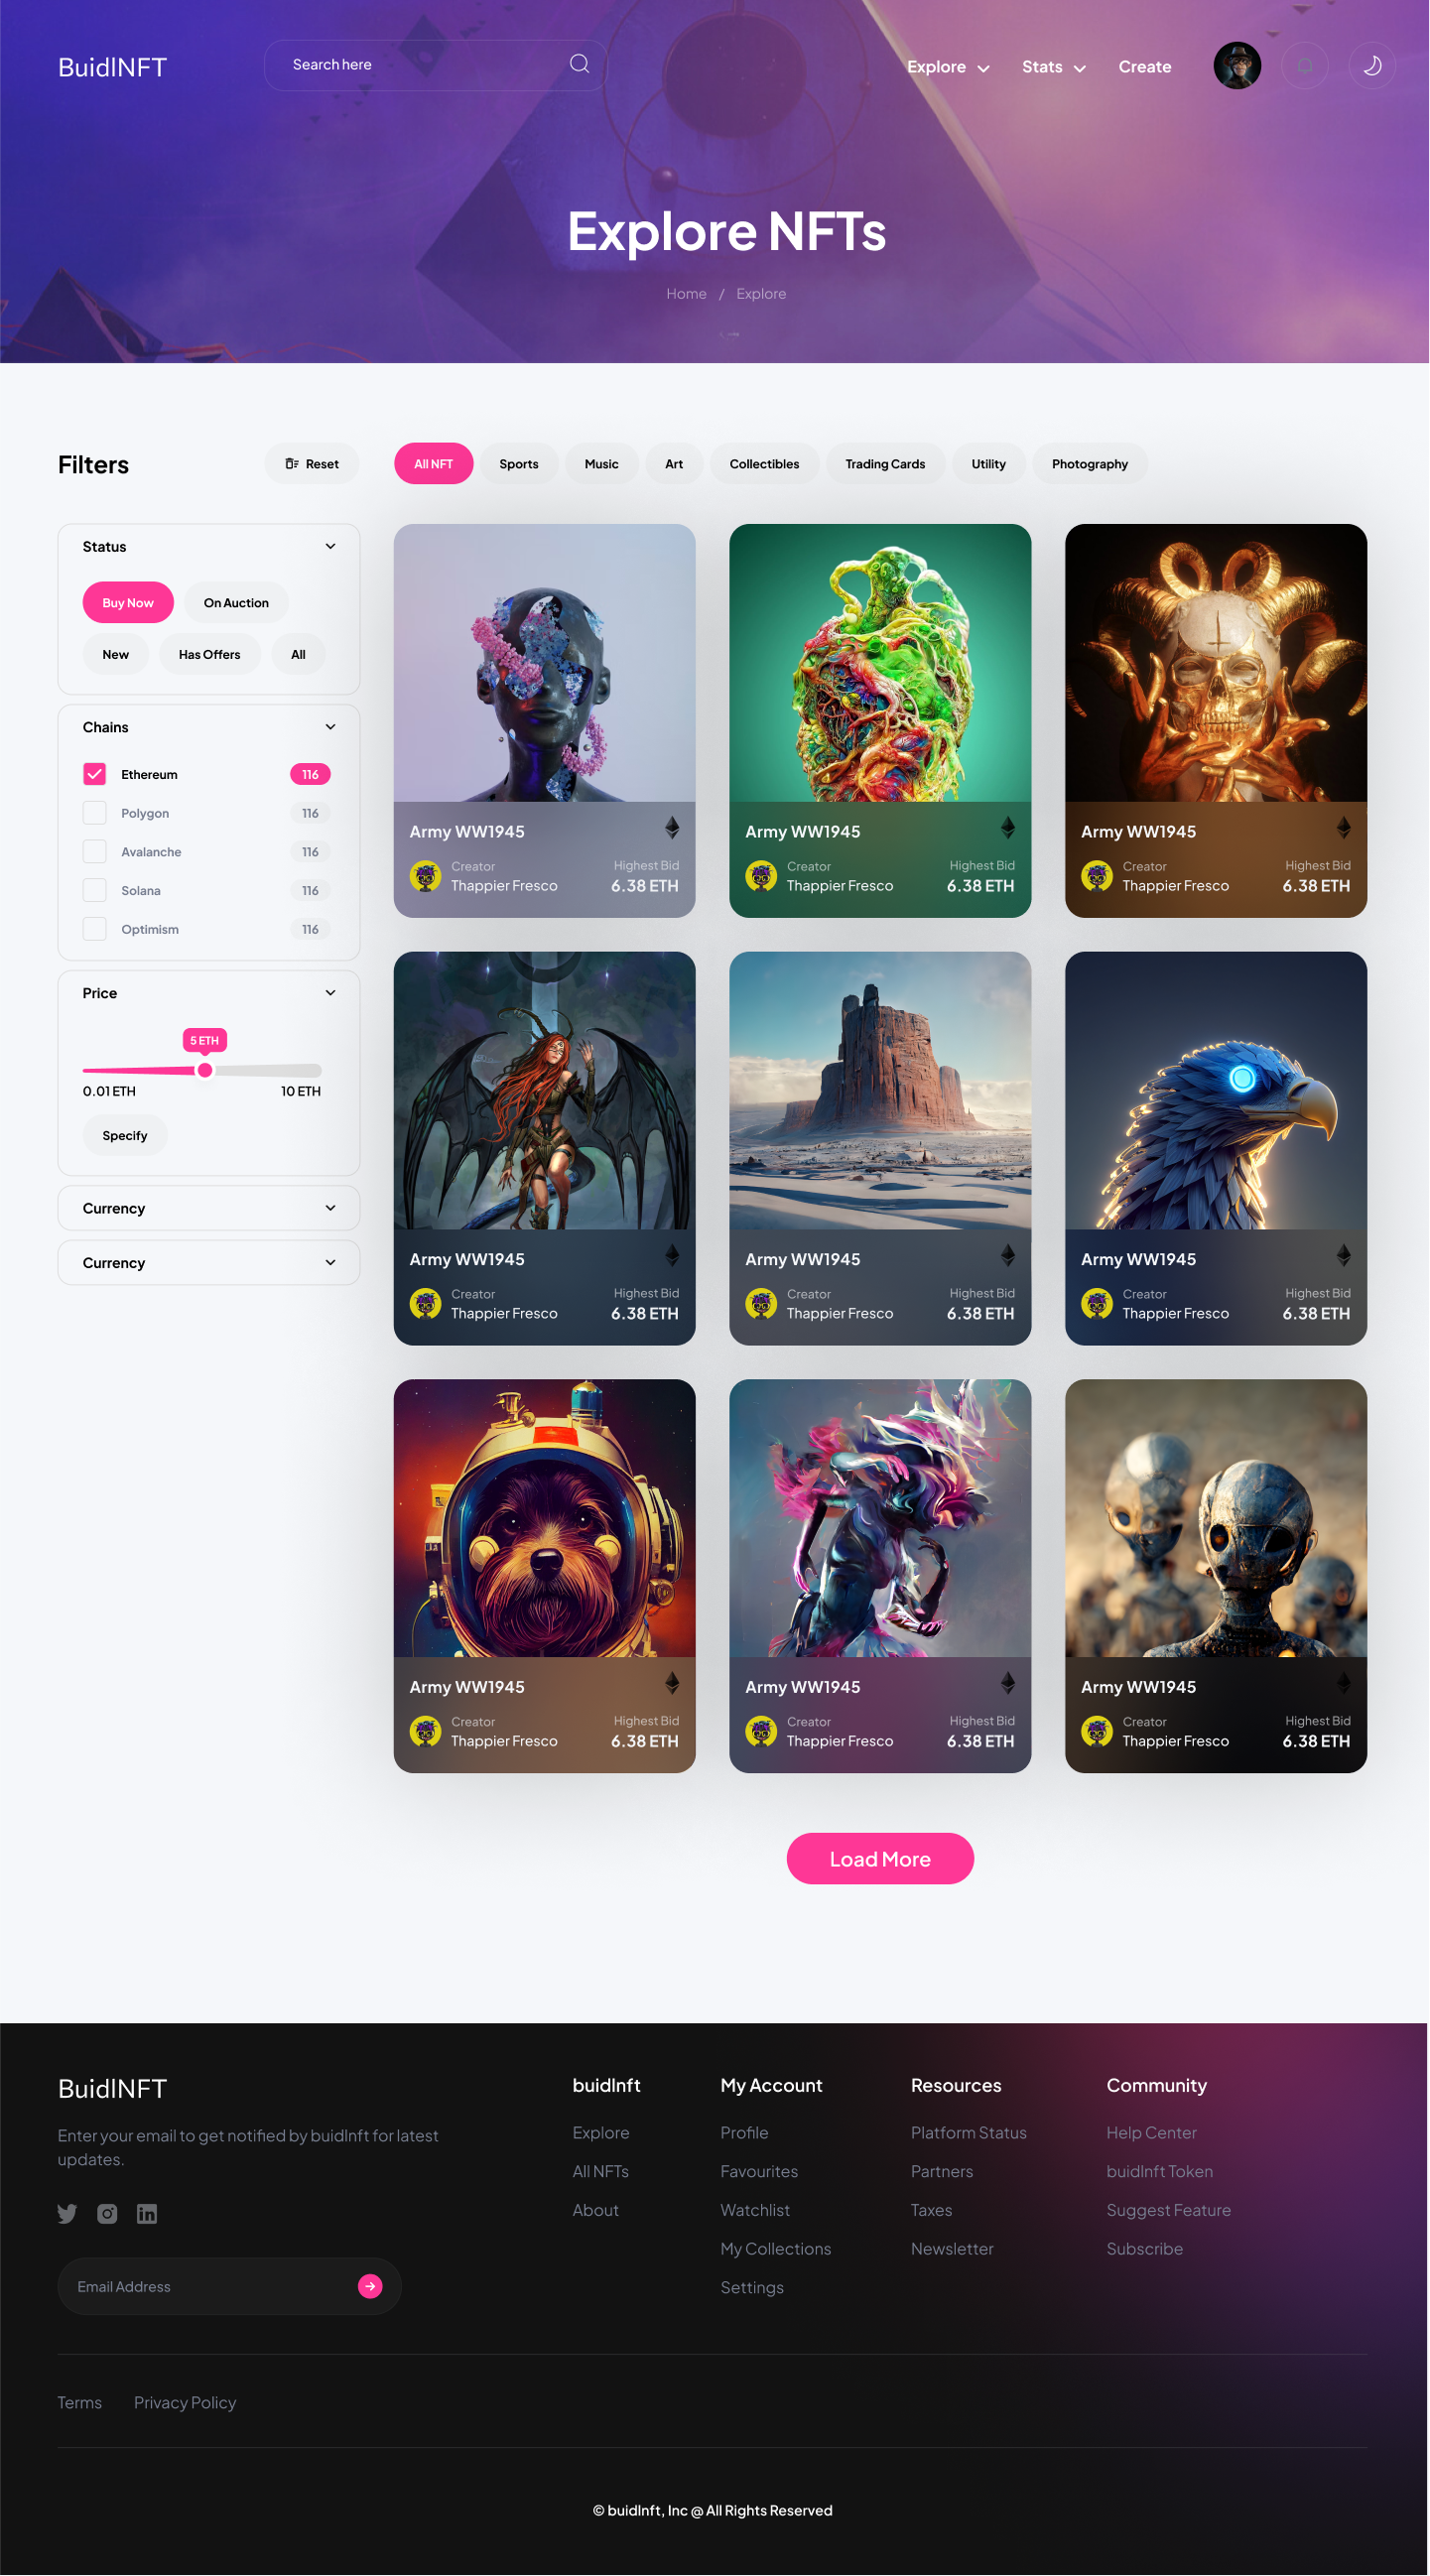 BuidlNFT
Search here
Explore
Stats
Create
Explore NFTs
Home / Explore
Filters
Reset
All NFT
Sports
Music
Art
Collectibles
Trading Cards
Utility
Photography
Status
Buy Now
On Auction
New
Has Offers
All
Chains
Ethereum
116
Polygon
116
Avalanche
116
Solana
116
Optimism
116
Price
5 ETH
0.01 ETH
10 ETH
Specify
Currency
Currency
Army WW1945
Creator
Thappier Fresco
Highest Bid
6.38 ETH
Army WW1945
Creator
Thappier Fresco
Highest Bid
6.38 ETH
Army WW1945
Creator
Thappier Fresco
Highest Bid
6.38 ETH
Army WW1945
Creator
Thappier Fresco
Highest Bid
6.38 ETH
Army WW1945
Creator
Thappier Fresco
Highest Bid
6.38 ETH
Army WW1945
Creator
Thappier Fresco
Highest Bid
6.38 ETH
Army WW1945
Creator
Thappier Fresco
Highest Bid
6.38 ETH
Army WW1945
Creator
Thappier Fresco
Highest Bid
6.38 ETH
Army WW1945
Creator
Thappier Fresco
Highest Bid
6.38 ETH
Load More
BuidlNFT
Enter your email to get notified by buidlnft for latest
updates.
Email Address
buidlnft
Explore
All NFTs
About
My Account
Profile
Favourites
Watchlist
My Collections
Settings
Resources
Platform Status
Partners
Taxes
Newsletter
Community
Help Center
buidlnft Token
Suggest Feature
Subscribe
Terms
Privacy Policy
© buidlnft, Inc @ All Rights Reserved